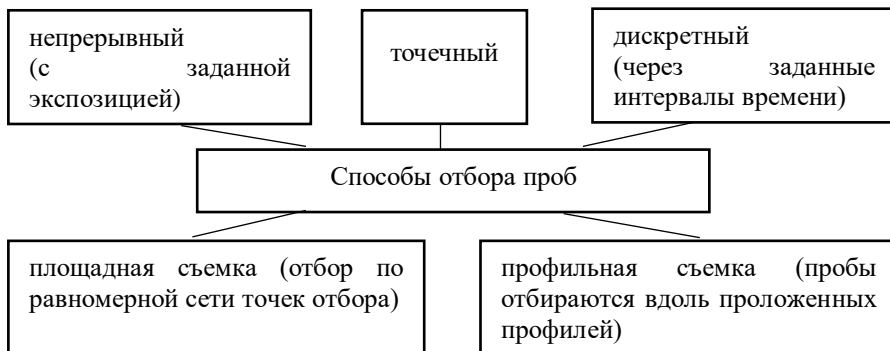 непрерывный
(с заданной
экспозицией)
точечный
дискретный
(через заданные
интервалы времени)
Способы отбора проб
площадная съемка (отбор по
равномерной сети точек отбора)
профильная съемка (пробы
отбираются вдоль проложенных
профилей)